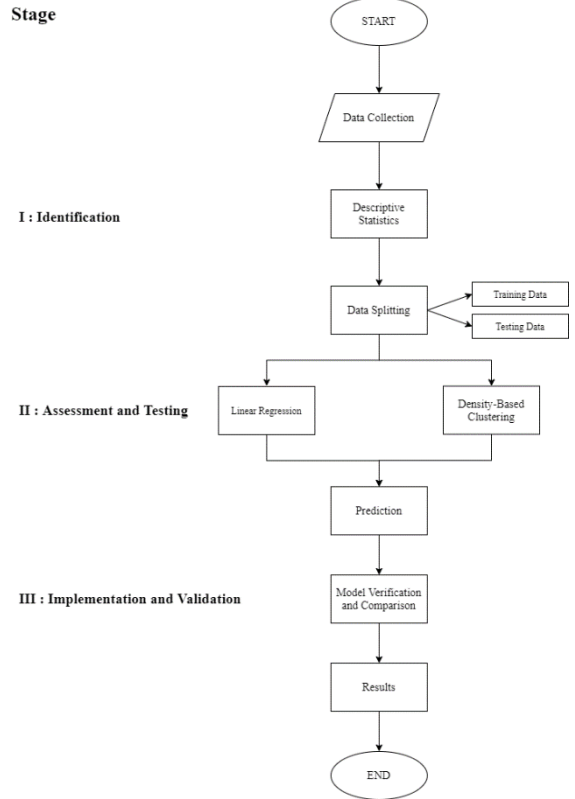 Stage
START
Data Collection
I : Identification
Descriptive
Statistics
Data Splitting
Training Data
Testing Data
II : Assessment and Testing
Linear Regression
Density-Based
Clustering
Prediction
III : Implementation and Validation
Model Verification
and Comparison
Results
END